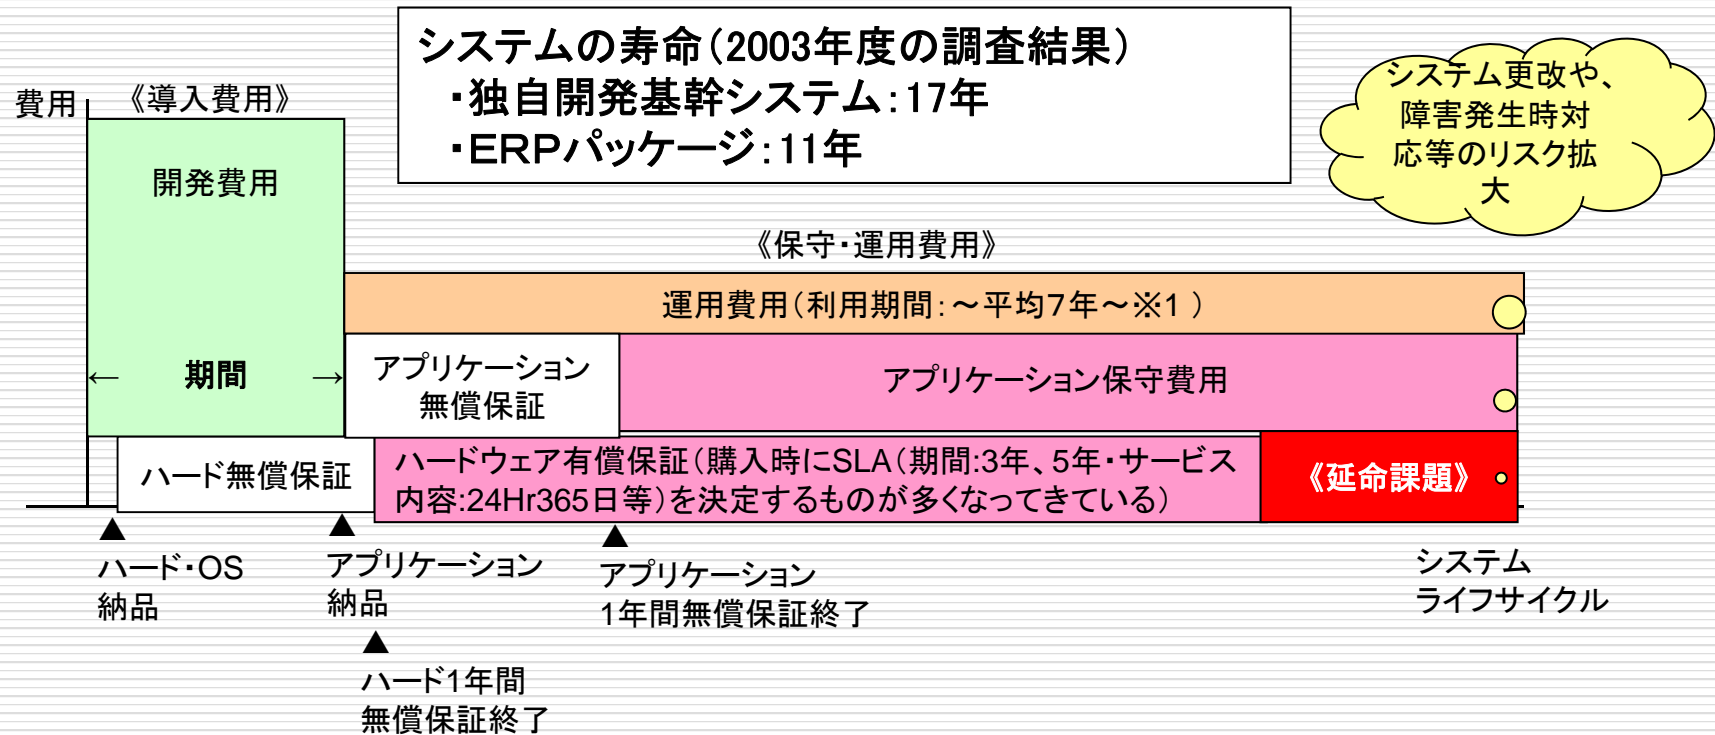 システムの寿命(2003年度の調査結果)
・独自開発基幹システム:17年
・ERPパッケージ:11年
システム更改や、
障害発生時対
応等のリスク拡
大
費用
《導入費用》
開発費用
← 期間 →
《保守・運用費用》
運用費用(利用期間:~平均7年~※1 )
アプリケーション
無償保証
アプリケーション保守費用
ハード無償保証
ハードウェア有償保証(購入時にSLA(期間:3年、5年・サービス
内容:24Hr365日等)を決定するものが多くなってきている)
《延命課題》
▲
ハード・OS
納品
▲
アプリケーション
納品
▲
アプリケーション
1年間無償保証終了
システム
ライフサイクル
▲
ハード1年間
無償保証終了